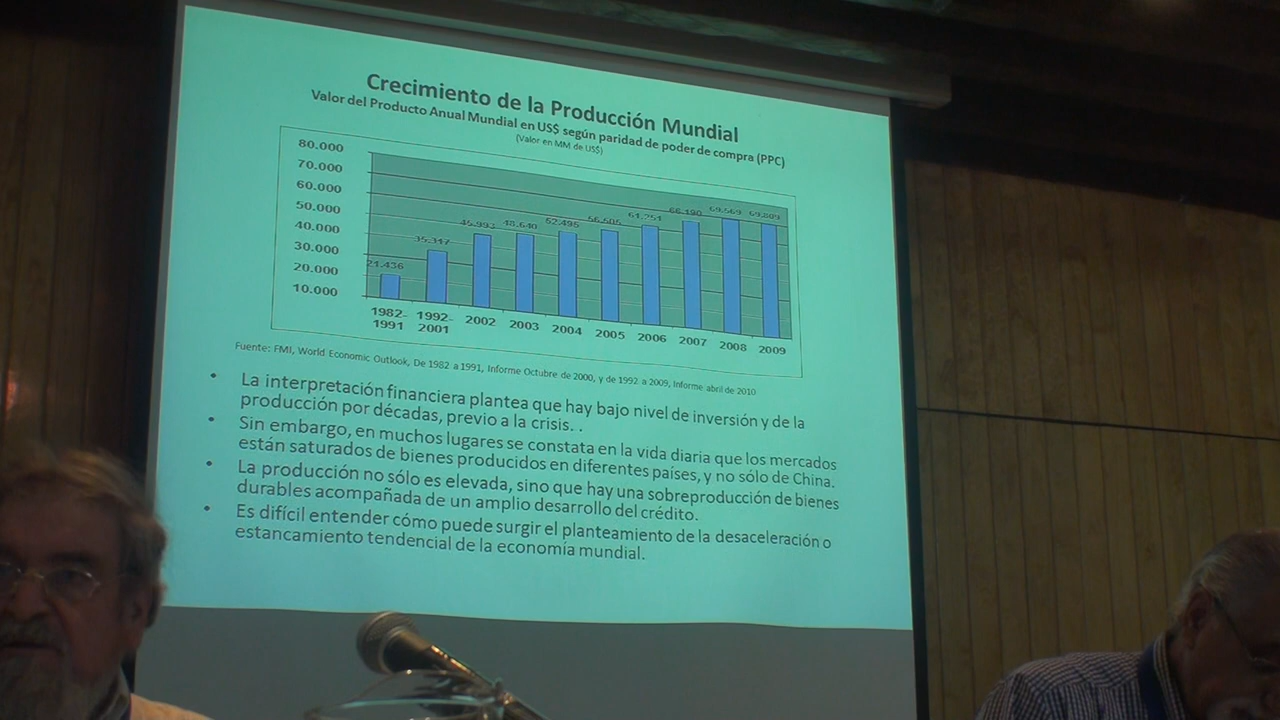 Crecimiento de la Producción Mundial
Valor del Producto Anual Mundial en US$ según paridad de poder de compra (PPC)
(Valor en MM de US$)
80.000
70.000
60.000
50.000
40.000
30.000
20.000
10.000
21.436 35.347 45.993 48.640 52.495 56.505 61.251 66.190 69.569 69.809
1982-1991 1992-2001 2002 2003 2004 2005 2006 2007 2008 2009
Fuente: FMI, World Economic Outlook, De 1982 a 1991, Informe Octubre de 2000, y de 1992 a 2009, Informe abril de 2010
• La interpretación financiera plantea que hay bajo nivel de inversión y de la
producción por décadas, previo a la crisis. .
• Sin embargo, en muchos lugares se constata en la vida diaria que los mercados
están saturados de bienes producidos en diferentes países, y no sólo de China.
• La producción no sólo es elevada, sino que hay una sobreproducción de bienes
durables acompañada de un amplio desarrollo del crédito.
• Es difícil entender cómo puede surgir el planteamiento de la desaceleración o
estancamiento tendencial de la economía mundial.